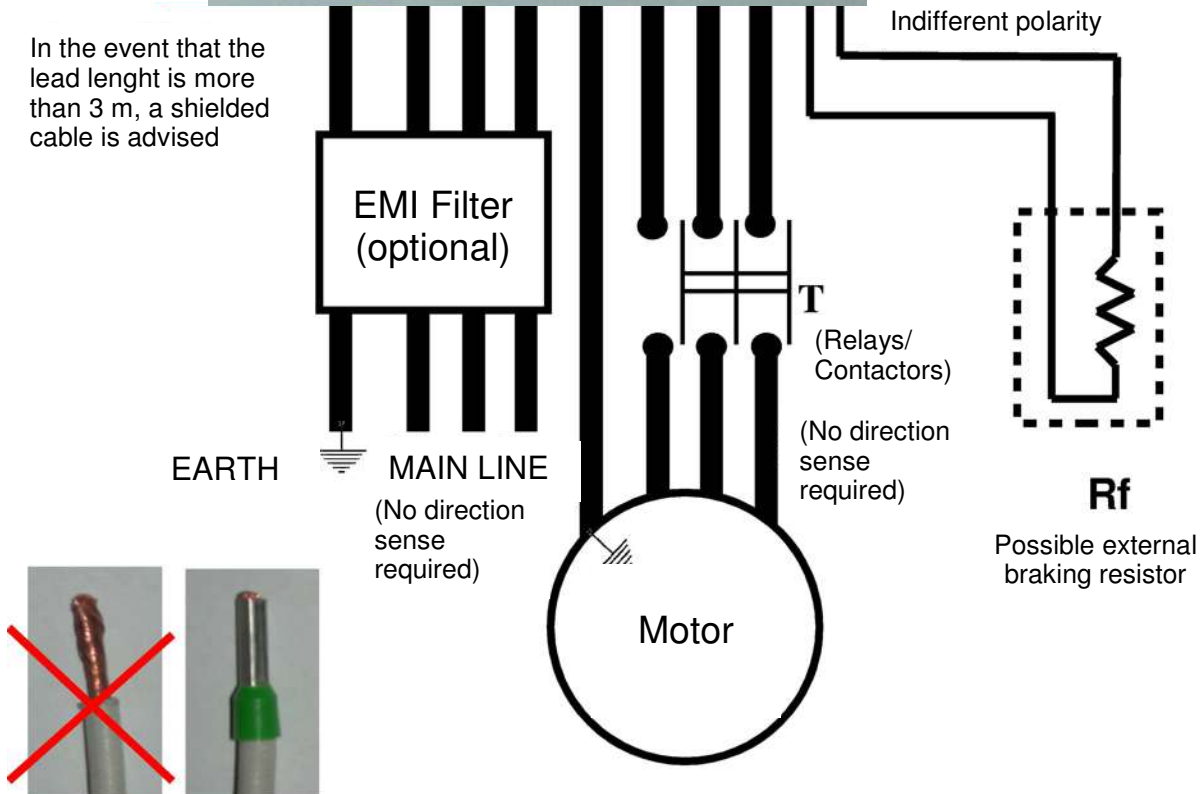 Indifferent polarity
In the event that the
lead lenght is more
than 3 m, a shielded
cable is advised
EMI Filter
(optional)
T
(Relays/
Contactors)
(No direction
sense
required)
EARTH
MAIN LINE
(No direction
sense
required)
Rf
Possible external
braking resistor
Motor